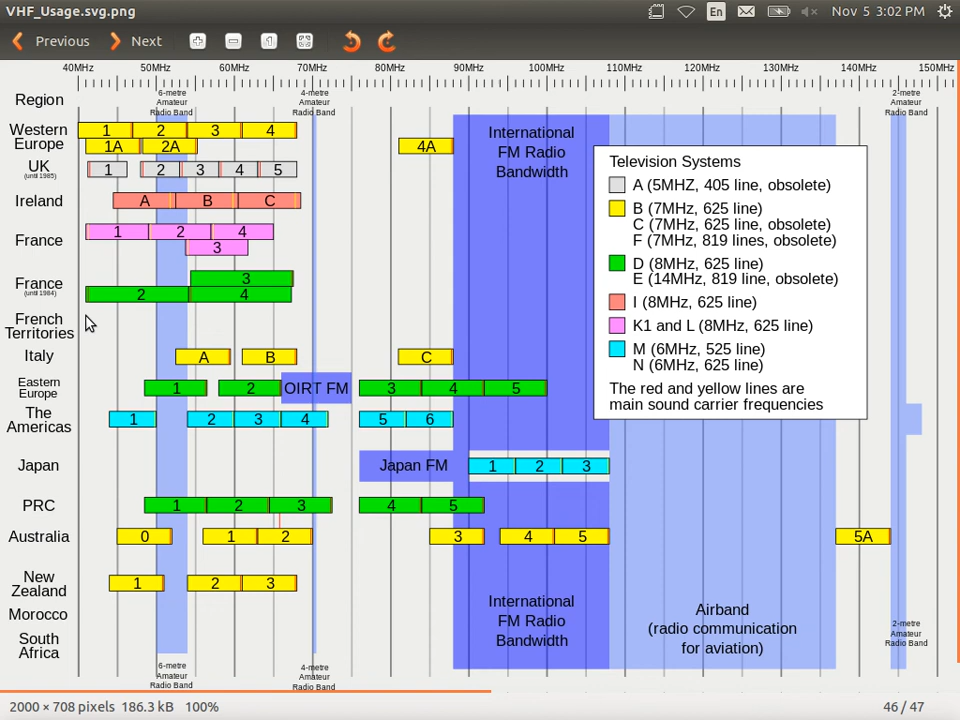 VHF_Usage.svg.png
En
Nov 5 3:02 PM
Previous
Next
40MHz 50MHz 60MHz 70MHz 80MHz 90MHz 100MHz 110MHz 120MHz 130MHz 140MHz 150MHz
Region
6-metre
Amateur
Radio Band
4-metre
Amateur
Radio Band
2-metre
Amateur
Radio Band
Western
Europe
1 2 3 4
1A 2A 4A
UK
(until 1985)
1 2 3 4 5
Ireland
A B C
France
1 2 4
3
France
(until 1984)
3
2 4
French
Territories
Italy
A B C
Eastern
Europe
1 2 OIRT FM 3 4 5
The
Americas
1 2 3 4 5 6
Japan
Japan FM 1 2 3
PRC
1 2 3 4 5
Australia
0 1 2 3 4 5 5A
New
Zealand
1 2 3
Morocco
South
Africa
International
FM Radio
Bandwidth
Television Systems
A (5MHZ, 405 line, obsolete)
B (7MHz, 625 line)
C (7MHz, 625 line, obsolete)
F (7MHz, 819 lines, obsolete)
D (8MHz, 625 line)
E (14MHz, 819 line, obsolete)
I (8MHz, 625 line)
K1 and L (8MHz, 625 line)
M (6MHz, 525 line)
N (6MHz, 625 line)
The red and yellow lines are
main sound carrier frequencies
International
FM Radio
Bandwidth
Airband
(radio communication
for aviation)
2-metre
Amateur
Radio Band
6-metre
Amateur
Radio Band
4-metre
Amateur
Radio Band
2000 × 708 pixels 186.3 kB 100%
46 / 47